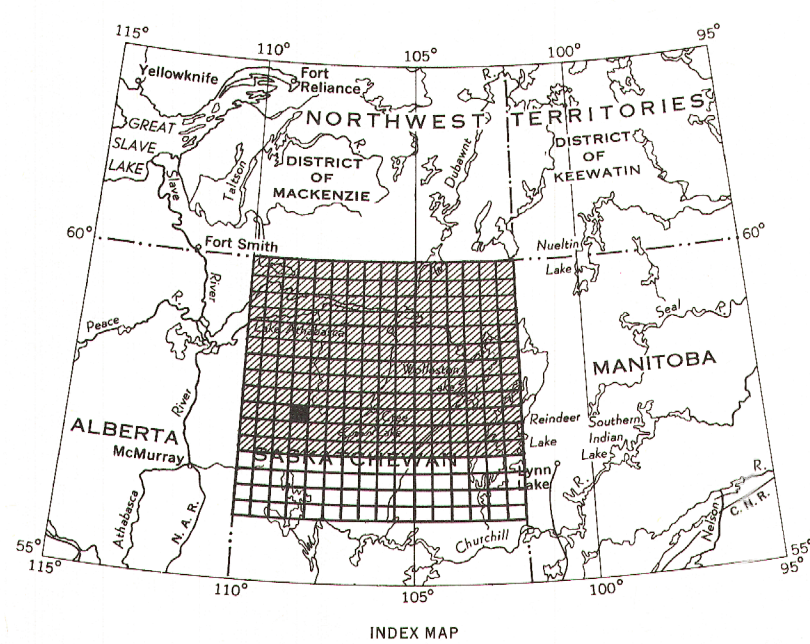 115°
110°
105°
100°
95°
Yellowknife
Fort
Reliance
R.
NORTHWEST TERRITORIES
GREAT
SLAVE
LAKE
Slave
Taltson
R.
DISTRICT
OF
MACKENZIE
Dubawnt
DISTRICT
OF
KEEWATIN
60°
Fort Smith
Nueltin
Lake
60°
River
Peace
R.
Lake Athabasca
Seal R.
Wollaston
Lake
MANITOBA
River
ALBERTA
McMurray
Cree
Lake
Reindeer
Lake
Southern
Indian
Lake
SASKATCHEWAN
Lynn
Lake
R.
R.
Athabasca
N. A. R.
Churchill
Nelson
C. N. R.
55°
115°
110°
105°
100°
55°
95°
INDEX MAP